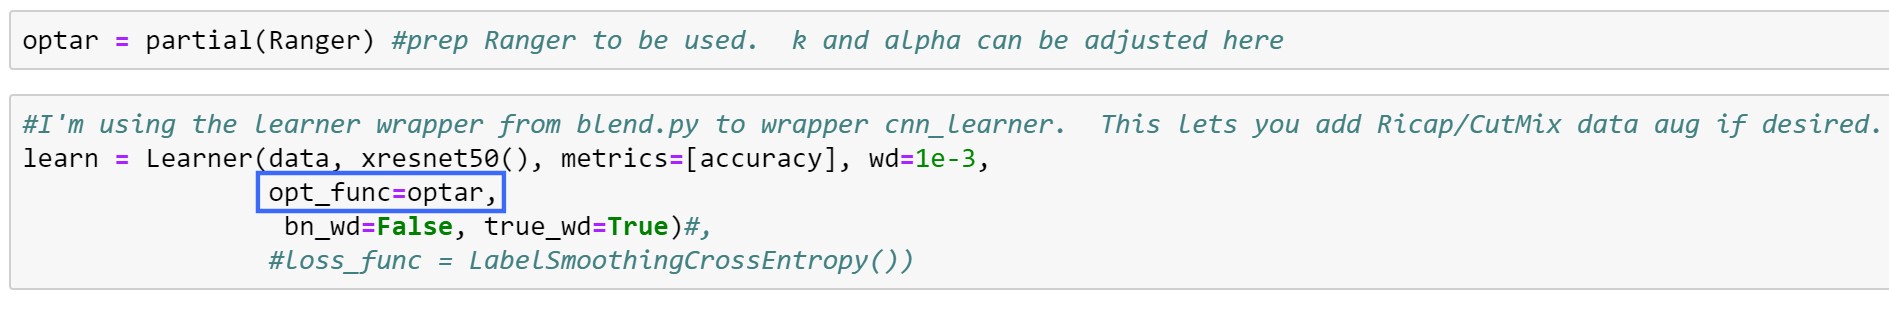 optar = partial(Ranger) #prep Ranger to be used.  k and alpha can be adjusted here
#I'm using the learner wrapper from blend.py to wrapper cnn_learner.  This lets you add Ricap/CutMix data aug if desired.
learn = Learner(data, xresnet50(), metrics=[accuracy], wd=1e-3,
opt_func=optar,
bn_wd=False, true_wd=True)#,
#loss_func = LabelSmoothingCrossEntropy())